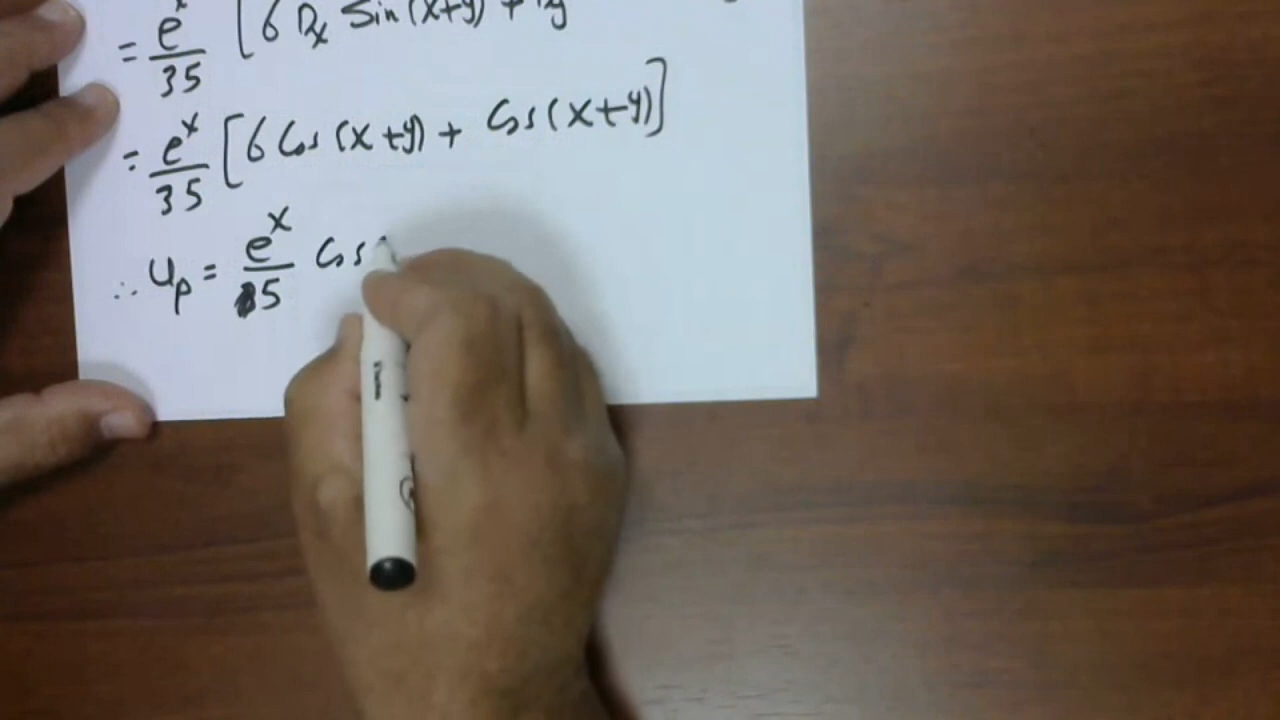 = e^x/35 [6 Dx Sin(x+y) +
= e^x/35 [6 Cos(x+y) + Cos(x+y)]
∴ u_p = e^x/5 Cos